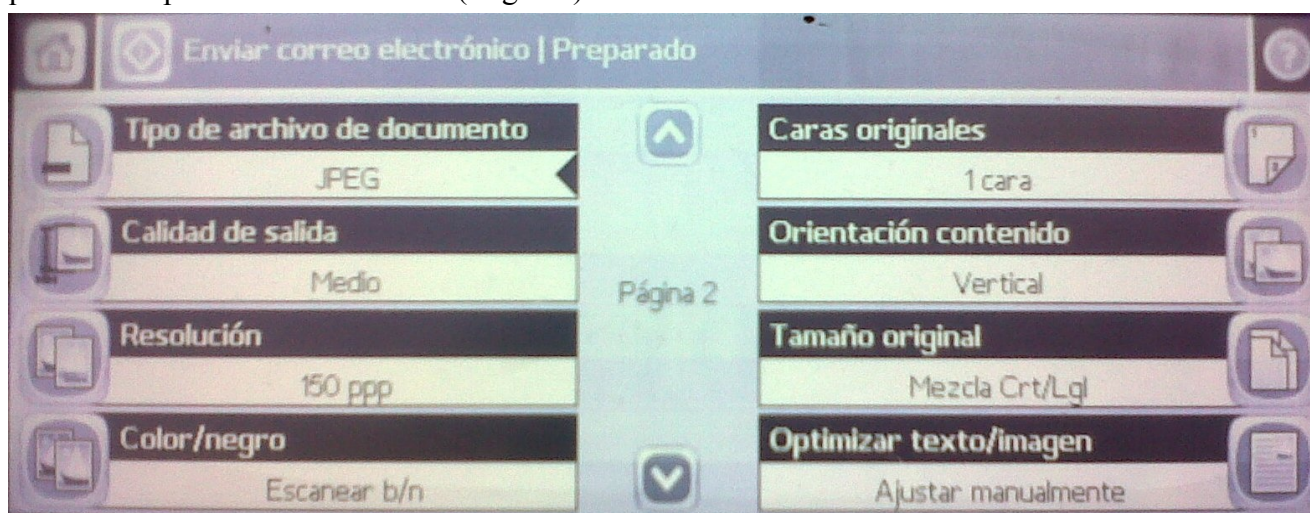 Enviar correo electrónico | Preparado
Tipo de archivo de documento
JPEG
Calidad de salida
Medio
Resolución
150 ppp
Color/negro
Escanear b/n
Página 2
Caras originales
1 cara
Orientación contenido
Vertical
Tamaño original
Mezcla Crt/Lgl
Optimizar texto/imagen
Ajustar manualmente